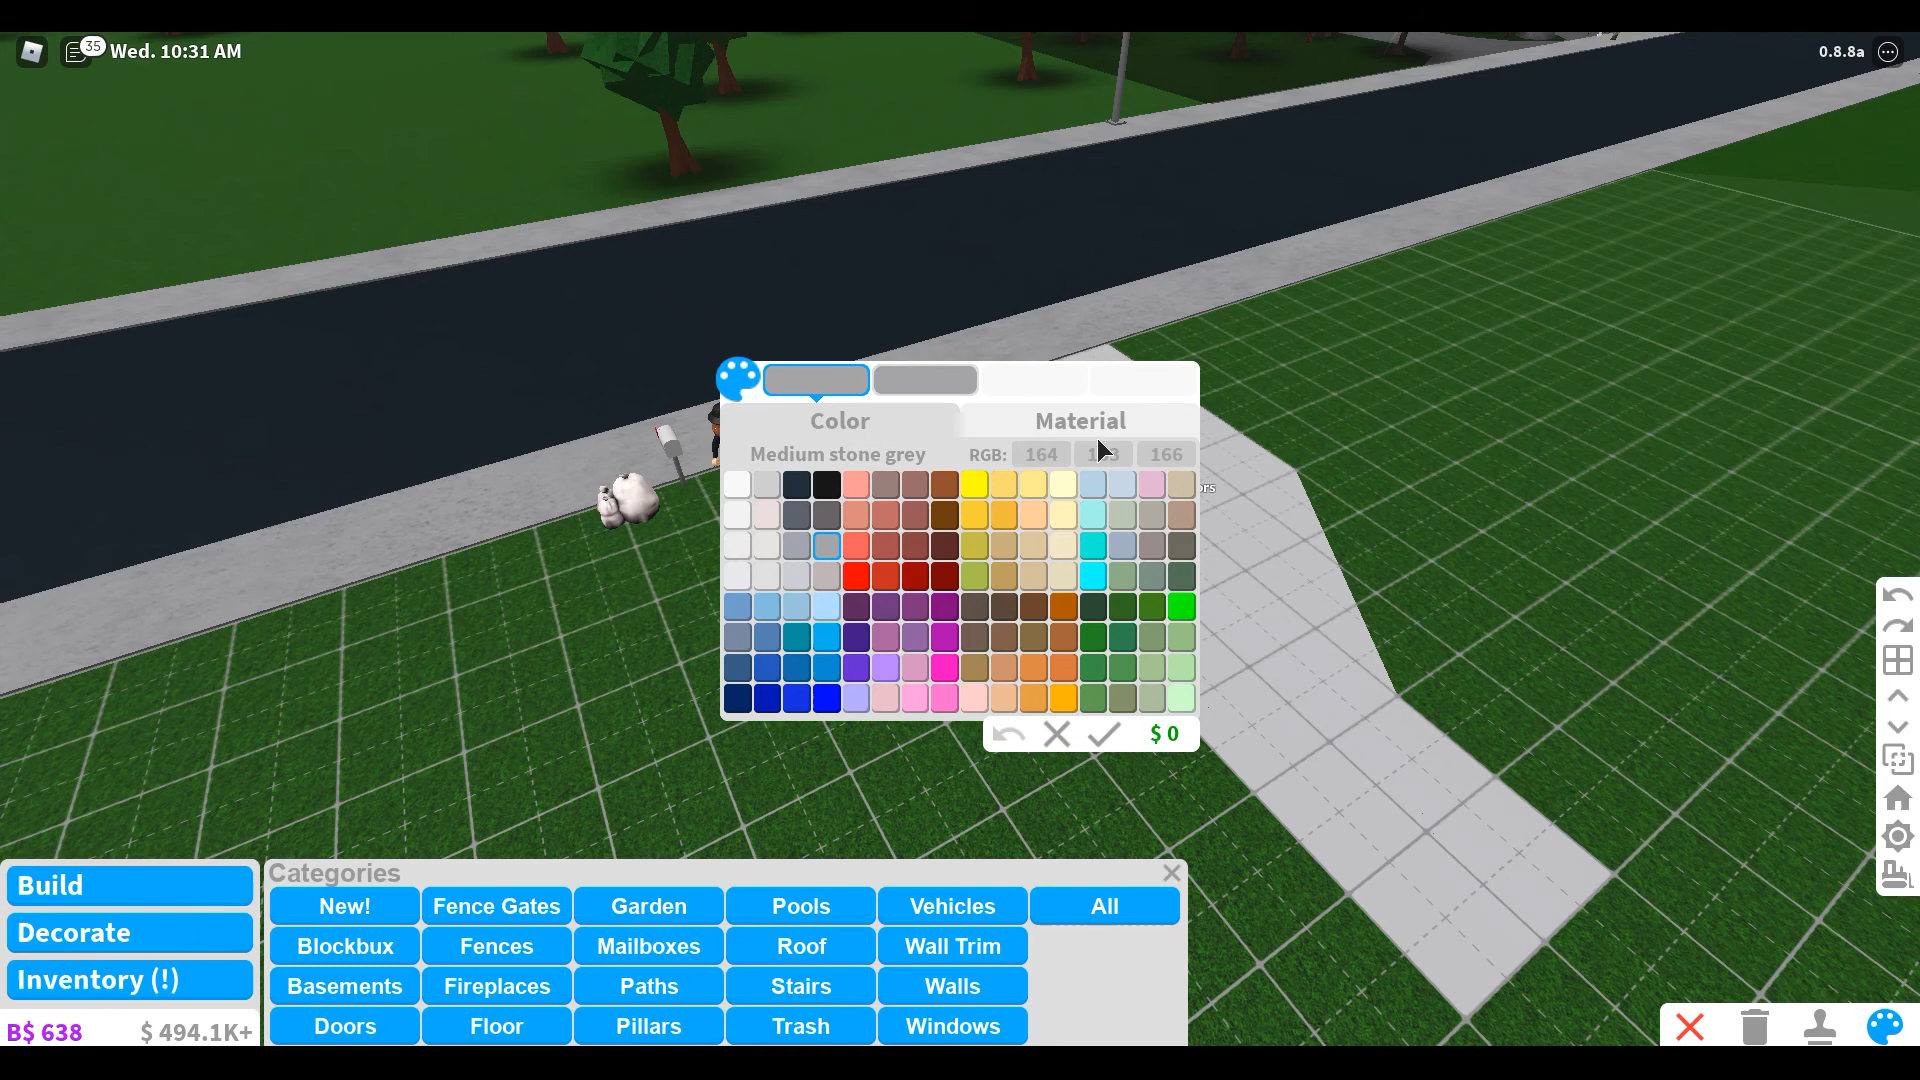 35 Wed. 10:31 AM
0.8.8a
Color
Material
Medium stone grey
RGB: 164 166
$ 0
Build
Decorate
Inventory (!)
B$ 638
$ 494.1K+
Categories
New! Fence Gates Garden Pools Vehicles All
Blockbux Fences Mailboxes Roof Wall Trim
Basements Fireplaces Paths Stairs Walls
Doors Floor Pillars Trash Windows